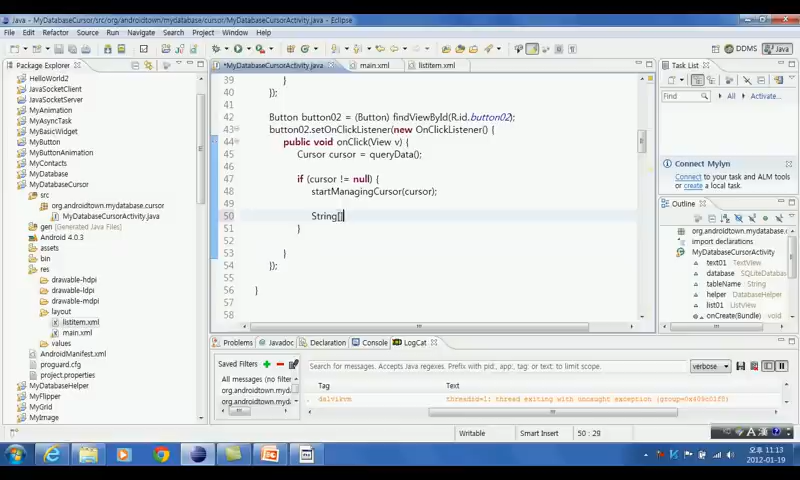 Java - MyDatabaseCursor/src/org/androidtown/mydatabase/cursor/MyDatabaseCursorActivity.java - Eclipse
File Edit Refactor Source Navigate Search Project Run Window Help
DDMS Java
Package Explorer
HelloWorld2
JavaSocketClient
JavaSocketServer
MyAnimation
MyAsyncTask
MyBasicWidget
MyButton
MyButtonAnimation
MyContacts
MyDatabase
MyDatabaseCursor
src
org.androidtown.mydatabase.cursor
MyDatabaseCursorActivity.java
gen [Generated Java Files]
Android 4.0.3
assets
bin
res
drawable-hdpi
drawable-ldpi
drawable-mdpi
layout
listitem.xml
main.xml
values
AndroidManifest.xml
proguard.cfg
project.properties
MyDatabaseHelper
MyFlipper
MyGrid
MyImage
*MyDatabaseCursorActivity.java main.xml listitem.xml
39 }
40 });
41
42 Button button02 = (Button) findViewById(R.id.button02);
43 button02.setOnClickListener(new OnClickListener() {
44 public void onClick(View v) {
45 Cursor cursor = queryData();
46
47 if (cursor != null) {
48 startManagingCursor(cursor);
49
50 String[]
51 }
52
53 }
54 });
55
56 }
57
58
Task List
Find All Activate...
Connect Mylyn
Connect to your task and ALM tools
or create a local task.
Outline
org.androidtown.mydatabase
import declarations
MyDatabaseCursorActivity
text01 : TextView
database : SQLiteDatabase
tableName : String
helper : DatabaseHelper
list01 : ListView
onCreate(Bundle) : void
Problems Javadoc Declaration Console LogCat
Saved Filters
All messages (no filter
org.androidtown.myda
org.androidtown.myda
Search for messages. Accepts Java regexes. Prefix with pid:, app:, tag: or text: to limit scope.
verbose
Tag Text
dalvikvm threadid=1: thread exiting with uncaught exception (group=0x409c01f8)
Writable Smart Insert 50 : 29
A 漢
오후 11:13
2012-01-19